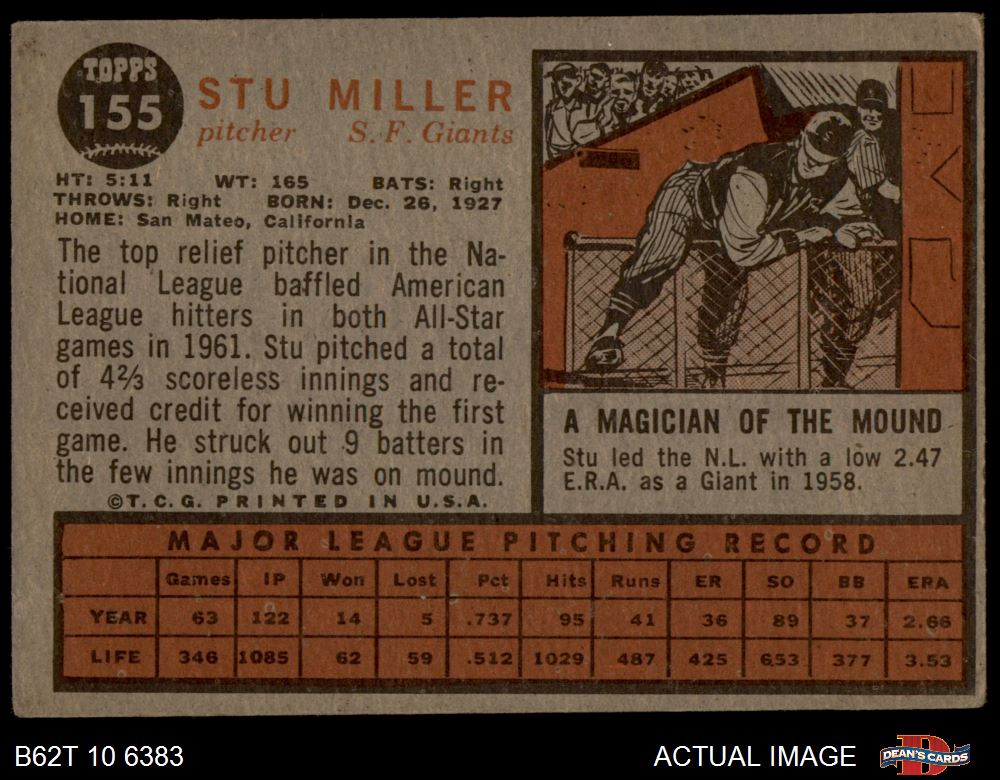 TOPPS
155
STU MILLER
pitcher S. F. Giants
HT: 5:11 WT: 165 BATS: Right
THROWS: Right BORN: Dec. 26, 1927
HOME: San Mateo, California
The top relief pitcher in the Na-
tional League baffled American
League hitters in both All-Star
games in 1961. Stu pitched a total
of 4⅔ scoreless innings and re-
ceived credit for winning the first
game. He struck out 9 batters in
the few innings he was on mound.
©T.C.G. PRINTED IN U.S.A.
A MAGICIAN OF THE MOUND
Stu led the N.L. with a low 2.47
E.R.A. as a Giant in 1958.
MAJOR LEAGUE PITCHING RECORD
Games IP Won Lost Pct Hits Runs ER SO BB ERA
YEAR 63 122 14 5 .737 95 41 36 89 37 2.66
LIFE 346 1085 62 59 .512 1029 487 425 653 377 3.53
B62T 10 6383 ACTUAL IMAGE DEAN'S CARDS